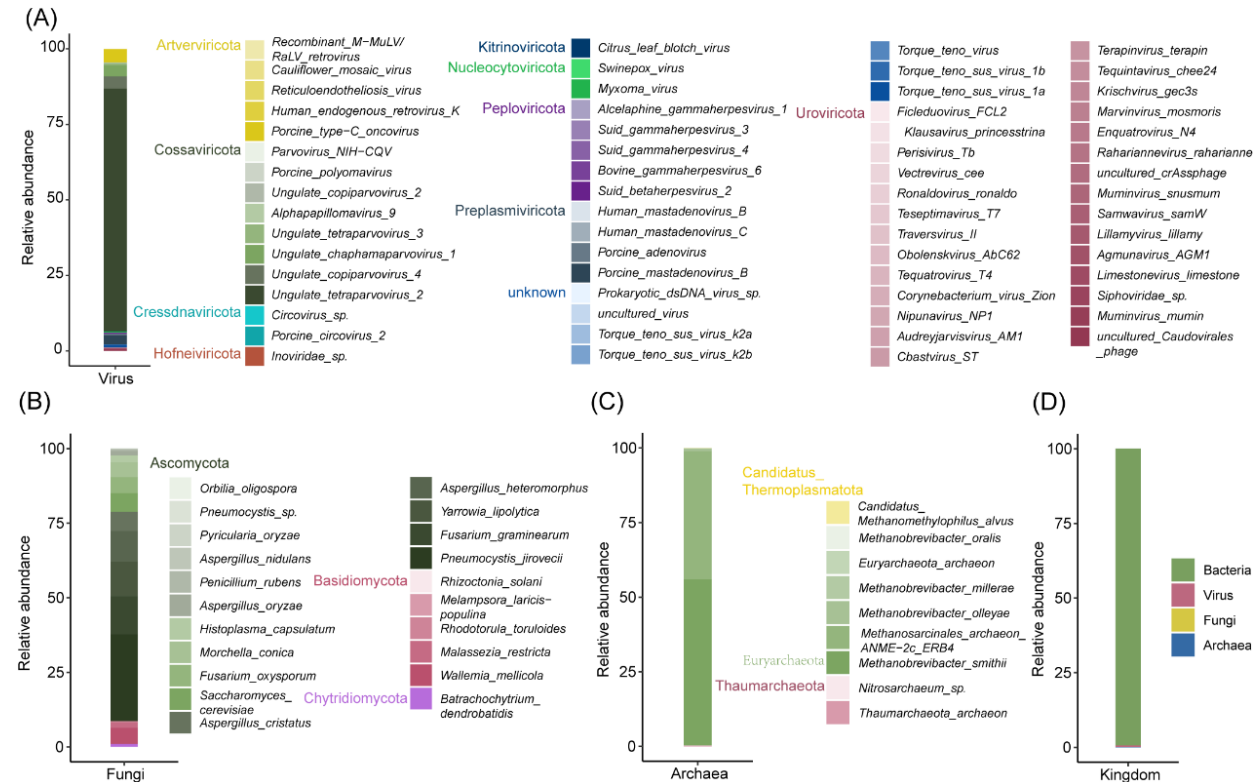 (A)
Relative abundance
100
75
50
25
0
Virus
Artverviricota
Recombinant_M-MuLV/
RaLV_retrovirus
Cauliflower_mosaic_virus
Reticuloendotheliosis_virus
Human_endogenous_retrovirus_K
Porcine_type-C_oncovirus
Cossaviricota
Parvovirus_NIH-CQV
Porcine_polyomavirus
Ungulate_copiparvovirus_2
Alphapapillomavirus_9
Ungulate_tetraparvovirus_3
Ungulate_chaphamaparvovirus_1
Ungulate_copiparvovirus_4
Ungulate_tetraparvovirus_2
Cressdnaviricota
Circovirus_sp.
Porcine_circovirus_2
Hofneiviricota
Inoviridae_sp.
Kitrinoviricota
Citrus_leaf_blotch_virus
Nucleocytoviricota
Swinepox_virus
Myxoma_virus
Peploviricota
Alcelaphine_gammaherpesvirus_1
Suid_gammaherpesvirus_3
Suid_gammaherpesvirus_4
Bovine_gammaherpesvirus_6
Suid_betaherpesvirus_2
Preplasmiviricota
Human_mastadenovirus_B
Human_mastadenovirus_C
Porcine_adenovirus
Porcine_mastadenovirus_B
unknown
Prokaryotic_dsDNA_virus_sp.
uncultured_virus
Torque_teno_sus_virus_k2a
Torque_teno_sus_virus_k2b
Torque_teno_virus
Torque_teno_sus_virus_1b
Torque_teno_sus_virus_1a
Uroviricota
Ficleduovirus_FCL2
Klausavirus_princesstrina
Perisivirus_Tb
Vectrevirus_cee
Ronaldovirus_ronaldo
Teseptimavirus_T7
Traversvirus_II
Obolenskvirus_AbC62
Tequatrovirus_T4
Corynebacterium_virus_Zion
Nipunavirus_NP1
Audreyjarvisvirus_AM1
Cbastvirus_ST
Terapinvirus_terapin
Tequintavirus_chee24
Krischvirus_gec3s
Marvinvirus_mosmoris
Enquatrovirus_N4
Rahariannevirus_raharianne
uncultured_crAssphage
Muminvirus_snusmum
Samwavirus_samW
Lillamyvirus_lillamy
Agmunavirus_AGM1
Limestonevirus_limestone
Siphoviridae_sp.
Muminvirus_mumin
uncultured_Caudovirales
_phage
(B)
Relative abundance
100
75
50
25
0
Fungi
Ascomycota
Orbilia_oligospora
Pneumocystis_sp.
Pyricularia_oryzae
Aspergillus_nidulans
Penicillium_rubens
Aspergillus_oryzae
Histoplasma_capsulatum
Morchella_conica
Fusarium_oxysporum
Saccharomyces_
cerevisiae
Aspergillus_cristatus
Aspergillus_heteromorphus
Yarrowia_lipolytica
Fusarium_graminearum
Pneumocystis_jirovecii
Basidiomycota
Rhizoctonia_solani
Melampsora_laricis-
populina
Rhodotorula_toruloides
Malassezia_restricta
Wallemia_mellicola
Chytridiomycota
Batrachochytrium_
dendrobatidis
(C)
Relative abundance
100
75
50
25
0
Archaea
Candidatus_
Thermoplasmatota
Candidatus_
Methanomethylophilus_alvus
Methanobrevibacter_oralis
Euryarchaeota_archaeon
Methanobrevibacter_millerae
Methanobrevibacter_olleyae
Methanosarcinales_archaeon_
ANME-2c_ERB4
Euryarchaeota
Methanobrevibacter_smithii
Thaumarchaeota
Nitrosarchaeum_sp.
Thaumarchaeota_archaeon
(D)
Relative abundance
100
75
50
25
0
Kingdom
Bacteria
Virus
Fungi
Archaea